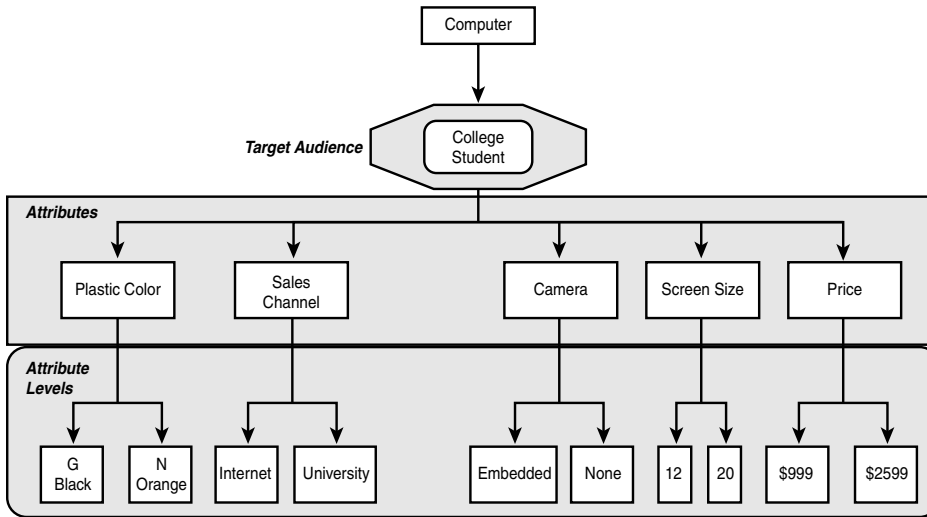 Computer
Target Audience
College
Student
Attributes
Plastic Color
Sales
Channel
Camera
Screen Size
Price
Attribute
Levels
G
Black
N
Orange
Internet
University
Embedded
None
12
20
$999
$2599